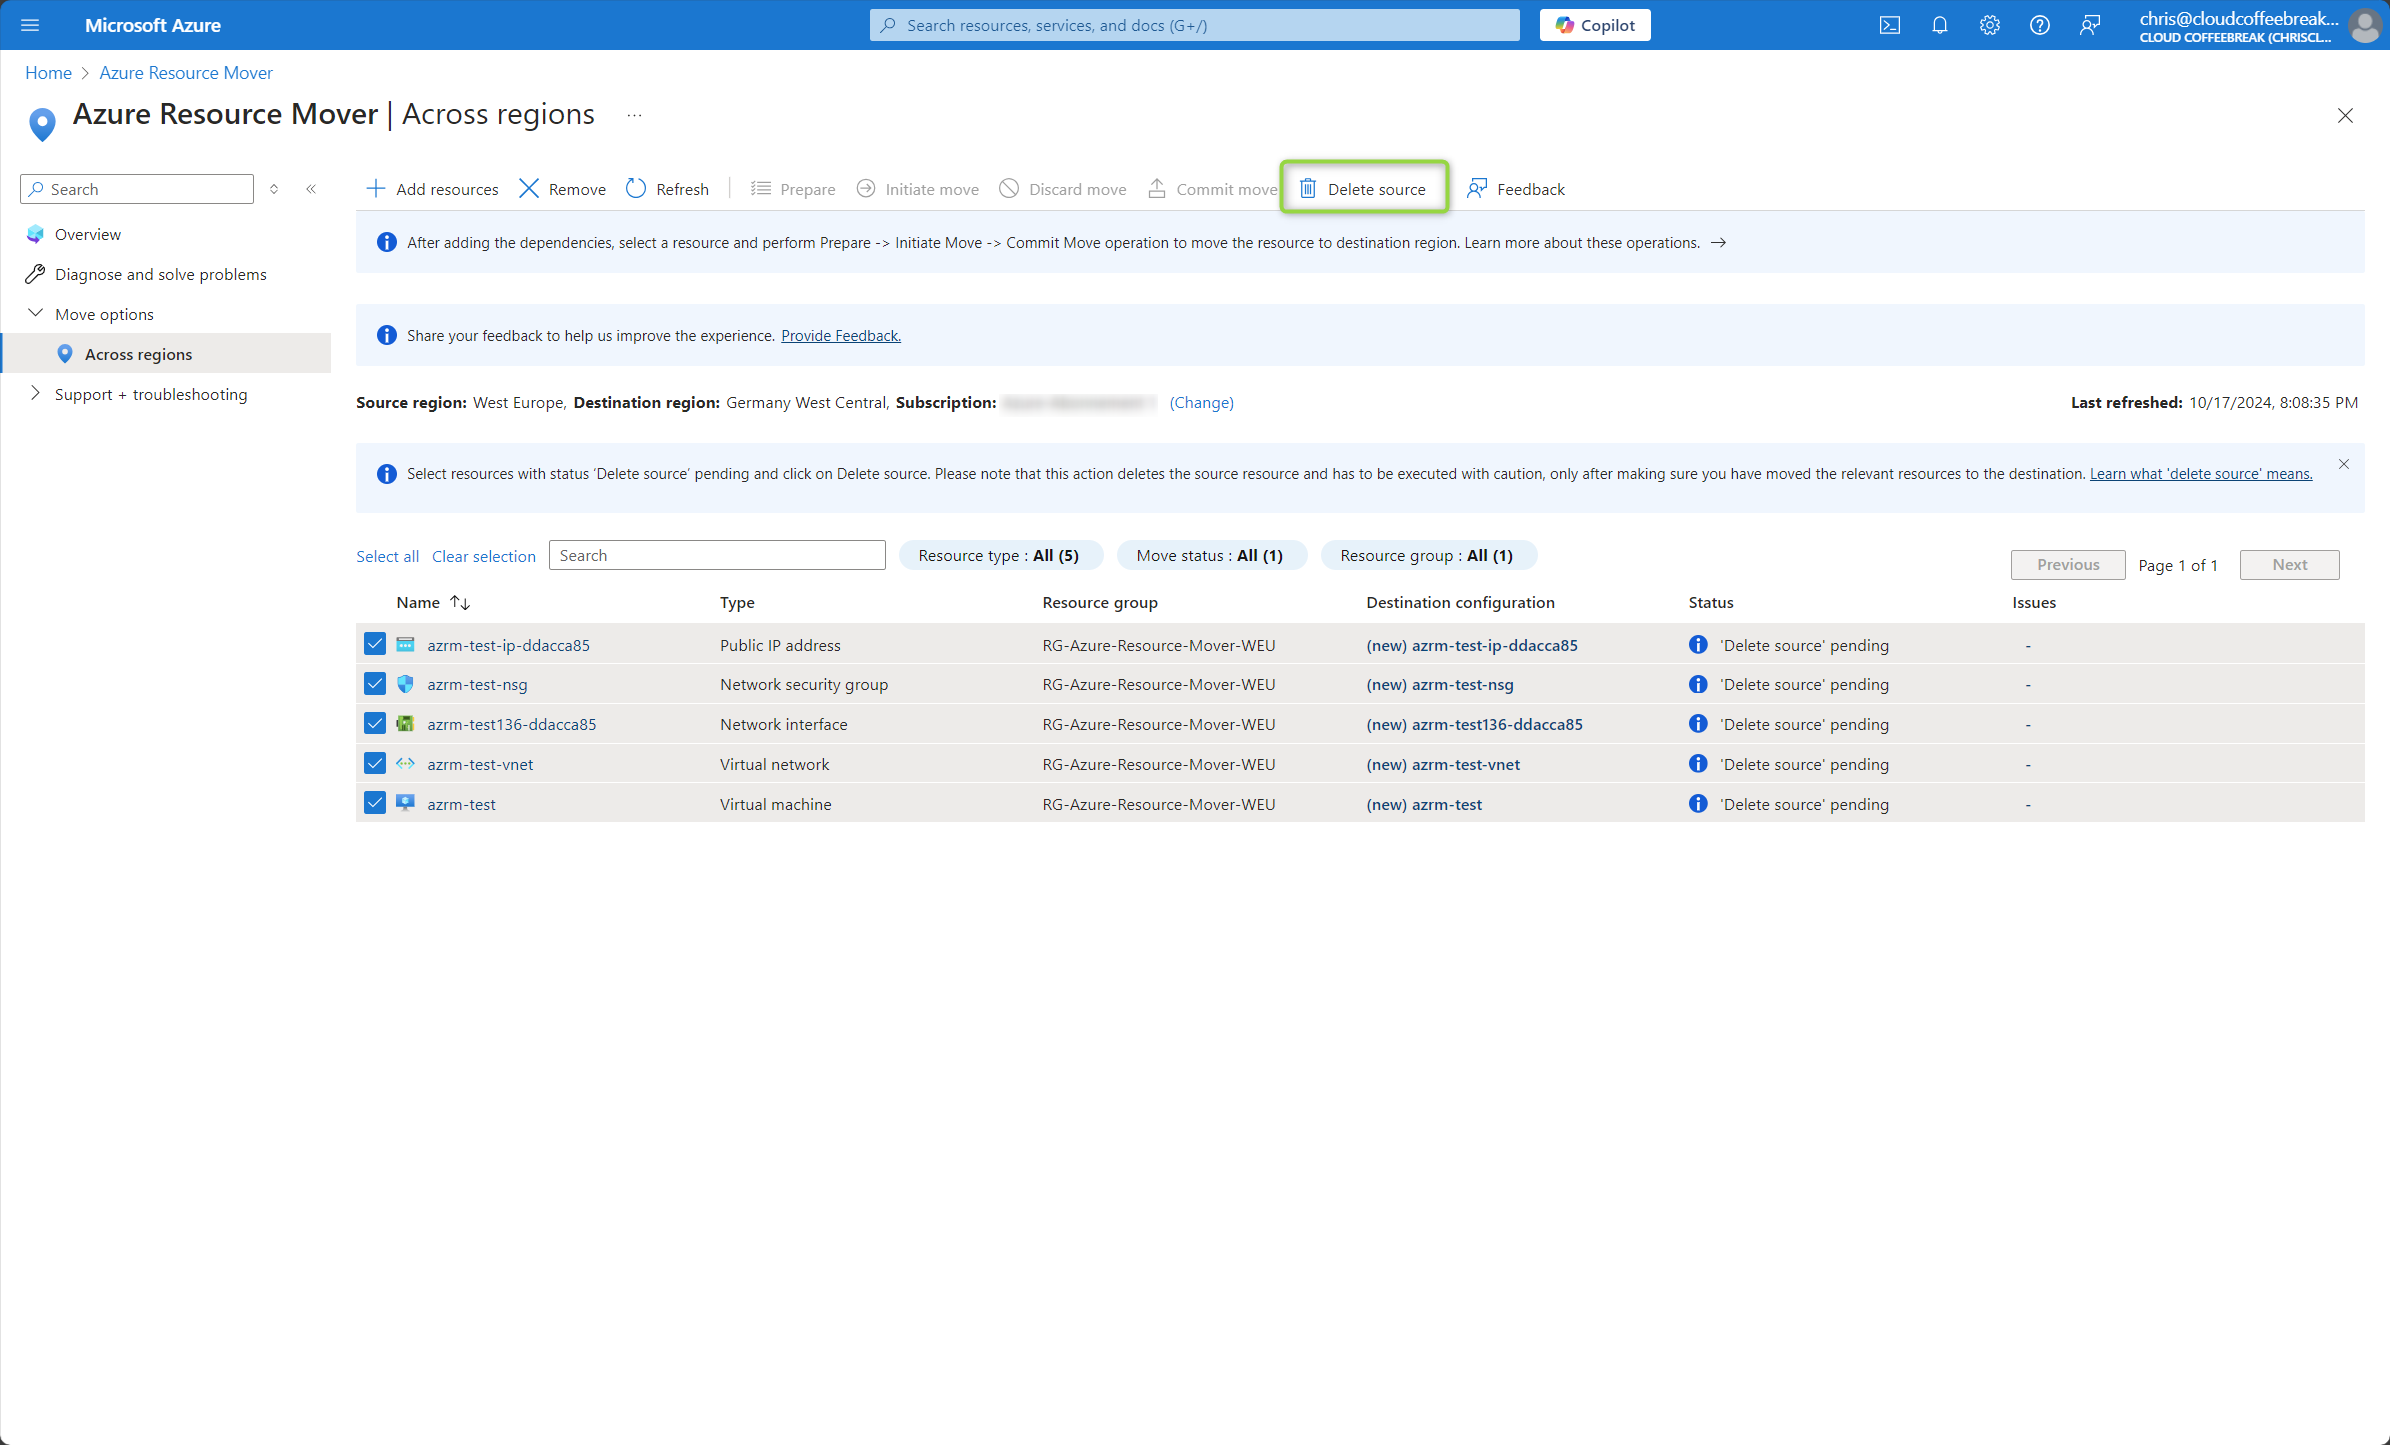 Microsoft Azure
Search resources, services, and docs (G+/)
Copilot
chris@cloudcoffeebreak...
CLOUD COFFEEBREAK (CHRISCL...
Home > Azure Resource Mover
Azure Resource Mover | Across regions ...
Search
Add resources Remove Refresh Prepare Initiate move Discard move Commit move Delete source Feedback
Overview
Diagnose and solve problems
Move options
Across regions
Support + troubleshooting
After adding the dependencies, select a resource and perform Prepare -> Initiate Move -> Commit Move operation to move the resource to destination region. Learn more about these operations. →
Share your feedback to help us improve the experience. Provide Feedback.
Source region: West Europe, Destination region: Germany West Central, Subscription: (Change)
Last refreshed: 10/17/2024, 8:08:35 PM
Select resources with status ‘Delete source’ pending and click on Delete source. Please note that this action deletes the source resource and has to be executed with caution, only after making sure you have moved the relevant resources to the destination. Learn what 'delete source' means.
Select all Clear selection Search Resource type : All (5) Move status : All (1) Resource group : All (1)
Previous Page 1 of 1 Next
Name ↑↓ Type Resource group Destination configuration Status Issues
azrm-test-ip-ddacca85 Public IP address RG-Azure-Resource-Mover-WEU (new) azrm-test-ip-ddacca85 'Delete source' pending -
azrm-test-nsg Network security group RG-Azure-Resource-Mover-WEU (new) azrm-test-nsg 'Delete source' pending -
azrm-test136-ddacca85 Network interface RG-Azure-Resource-Mover-WEU (new) azrm-test136-ddacca85 'Delete source' pending -
azrm-test-vnet Virtual network RG-Azure-Resource-Mover-WEU (new) azrm-test-vnet 'Delete source' pending -
azrm-test Virtual machine RG-Azure-Resource-Mover-WEU (new) azrm-test 'Delete source' pending -